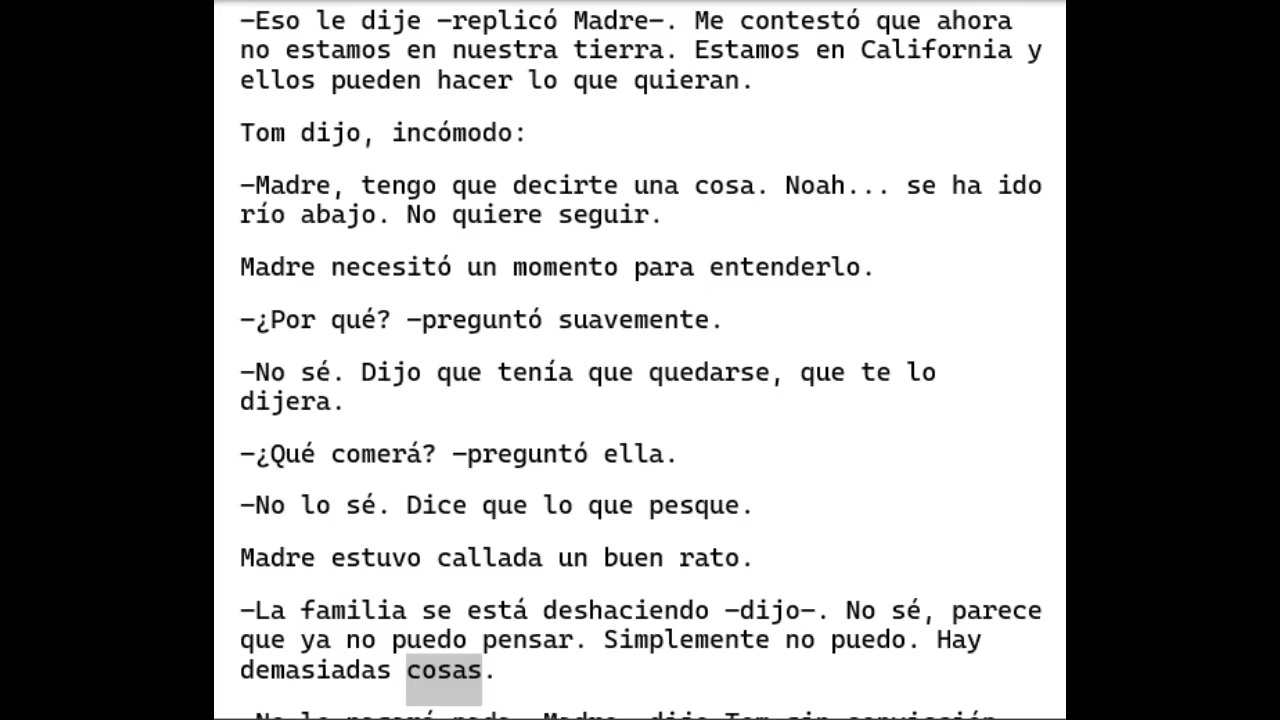 —Eso le dije —replicó Madre—. Me contestó que ahora
no estamos en nuestra tierra. Estamos en California y
ellos pueden hacer lo que quieran.
Tom dijo, incómodo:
—Madre, tengo que decirte una cosa. Noah... se ha ido
río abajo. No quiere seguir.
Madre necesitó un momento para entenderlo.
—¿Por qué? —preguntó suavemente.
—No sé. Dijo que tenía que quedarse, que te lo
dijera.
—¿Qué comerá? —preguntó ella.
—No lo sé. Dice que lo que pesque.
Madre estuvo callada un buen rato.
—La familia se está deshaciendo —dijo—. No sé, parece
que ya no puedo pensar. Simplemente no puedo. Hay
demasiadas cosas.